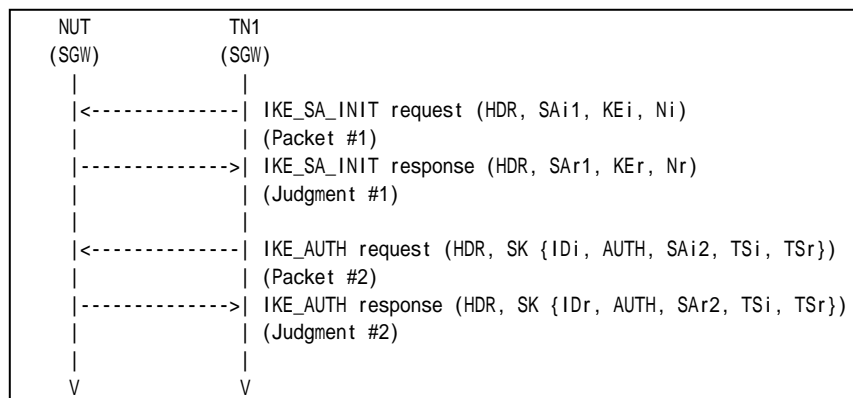 NUT TN1
(SGW) (SGW)
| |
|<--------------| IKE_SA_INIT request (HDR, SAi1, KEi, Ni)
| | (Packet #1)
|-------------->| IKE_SA_INIT response (HDR, SAr1, KEr, Nr)
| | (Judgment #1)
| |
|<--------------| IKE_AUTH request (HDR, SK {IDi, AUTH, SAi2, TSi, TSr})
| | (Packet #2)
|-------------->| IKE_AUTH response (HDR, SK {IDr, AUTH, SAr2, TSi, TSr})
| | (Judgment #2)
| |
V V